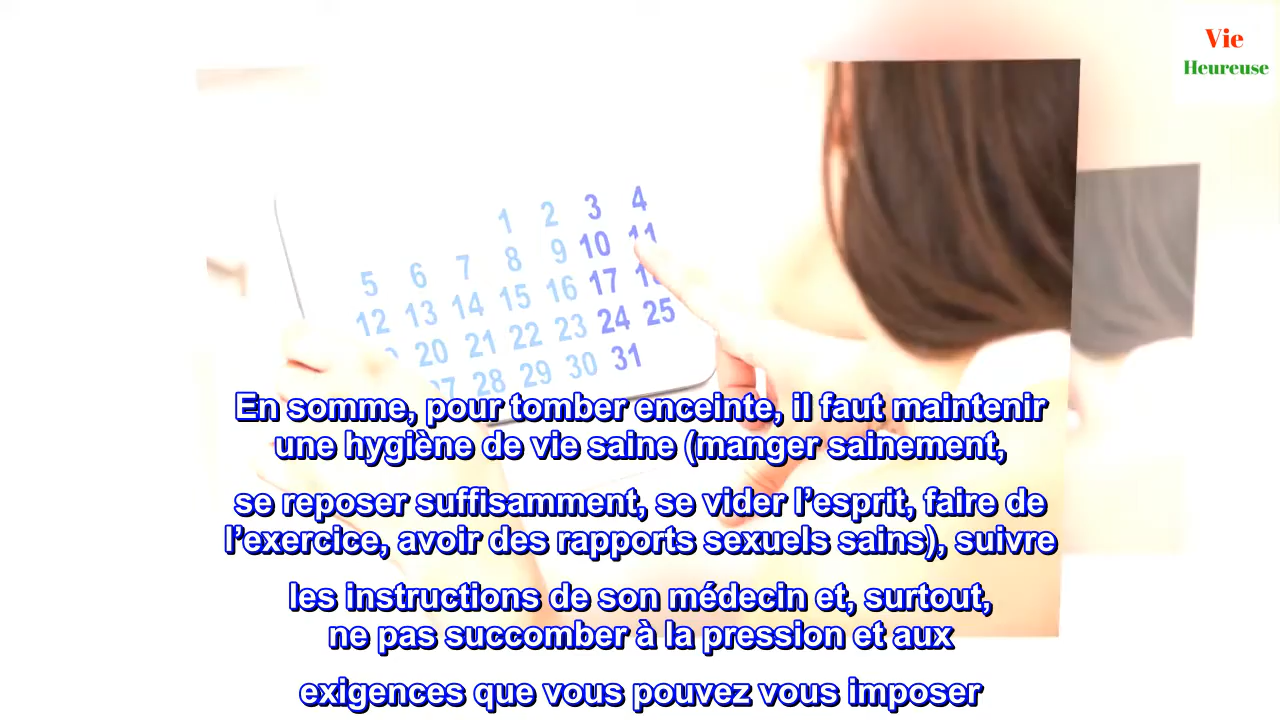 Vie
Heureuse
1 2 3 4
5 6 7 8 9 10 11
12 13 14 15 16 17 18
20 21 22 23 24 25
28 29 30 31
En somme, pour tomber enceinte, il faut maintenir
une hygiène de vie saine (manger sainement,
se reposer suffisamment, se vider l’esprit, faire de
l’exercice, avoir des rapports sexuels sains), suivre
les instructions de son médecin et, surtout,
ne pas succomber à la pression et aux
exigences que vous pouvez vous imposer